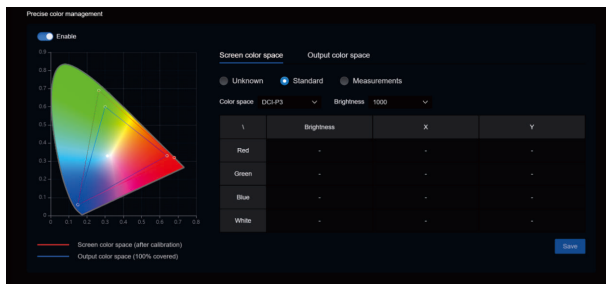 Precise color management
Enable
Screen color space Output color space
Unknown Standard Measurements
Color space DCI-P3 Brightness 1000
\ Brightness X Y
Red - - -
Green - - -
Blue - - -
White - - -
Save
0.9
0.8
0.7
0.6
0.5
0.4
0.3
0.2
0.1
0
0 0.1 0.2 0.3 0.4 0.5 0.6 0.7 0.8
Screen color space (after calibration)
Output color space (100% covered)